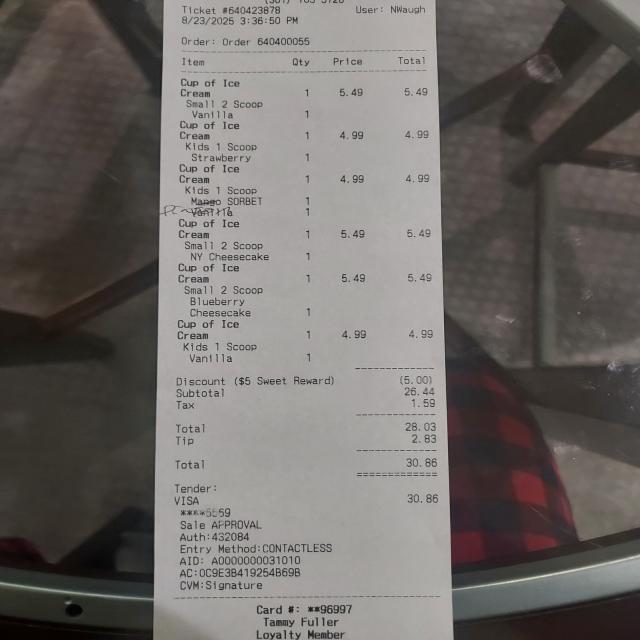 Ticket #640423878 User: NWaugh
8/23/2025 3:36:50 PM
Order: Order 640400055
Item Qty Price Total
Cup of Ice
Cream 1 5.49 5.49
Small 2 Scoop
Vanilla 1
Cup of Ice
Cream 1 4.99 4.99
Kids 1 Scoop
Strawberry 1
Cup of Ice
Cream 1 4.99 4.99
Kids 1 Scoop
Mango SORBET 1
Vanilla 1
Cup of Ice
Cream 1 5.49 5.49
Small 2 Scoop
NY Cheesecake 1
Cup of Ice
Cream 1 5.49 5.49
Small 2 Scoop
Blueberry
Cheesecake 1
Cup of Ice
Cream 1 4.99 4.99
Kids 1 Scoop
Vanilla 1
Discount ($5 Sweet Reward) (5.00)
Subtotal 26.44
Tax 1.59
Total 28.03
Tip 2.83
Total 30.86
Tender:
VISA 30.86
Sale APPROVAL
Auth:432084
Entry Method:CONTACTLESS
AID: A0000000031010
AC:0C9E3B419254B69B
CVM:Signature
Card #: **96997
Tammy Fuller
Loyalty Member